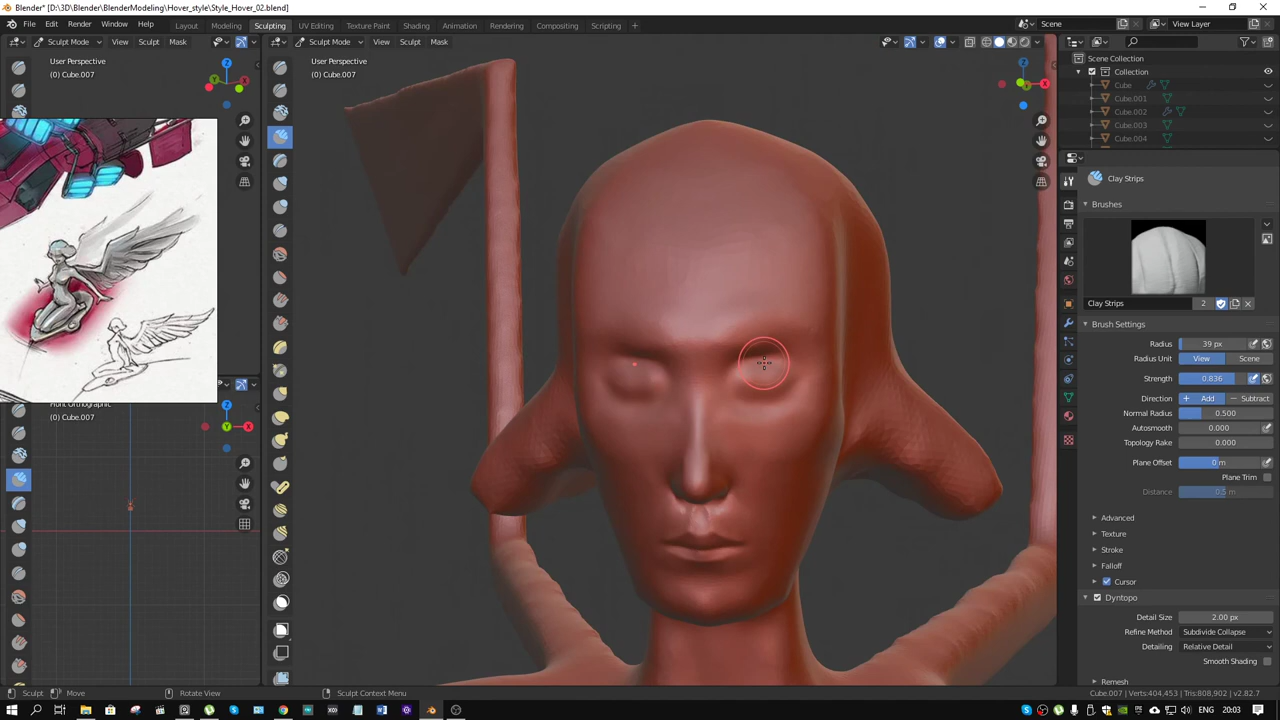 Blender* [D:\3D\BlenderModeling\Hover_style\Style_Hover_02.blend]
File Edit Render Window Help Layout Modeling Sculpting UV Editing Texture Paint Shading Animation Rendering Compositing Scripting + Scene View Layer
Sculpt Mode View Sculpt Mask
Sculpt Mode View Sculpt Mask
User Perspective
(0) Cube.007
User Perspective
(0) Cube.007
Scene Collection
Collection
Cube
Cube.001
Cube.002
Cube.003
Cube.004
Clay Strips
Brushes
Clay Strips 2
Brush Settings
Radius 39 px
Radius Unit View Scene
Strength 0.836
Direction + Add − Subtract
Normal Radius 0.500
Autosmooth 0.000
Topology Rake 0.000
Plane Offset 0 m
Plane Trim
Distance 0.5 m
Advanced
Texture
Stroke
Falloff
Cursor
Dyntopo
Detail Size 2.00 px
Refine Method Subdivide Collapse
Detailing Relative Detail
Smooth Shading
Remesh
Front Orthographic
(0) Cube.007
Sculpt Move Rotate View Sculpt Context Menu Cube.007 | Verts:404,453 | Tris:808,902 | v2.82.7
ENG 20:03